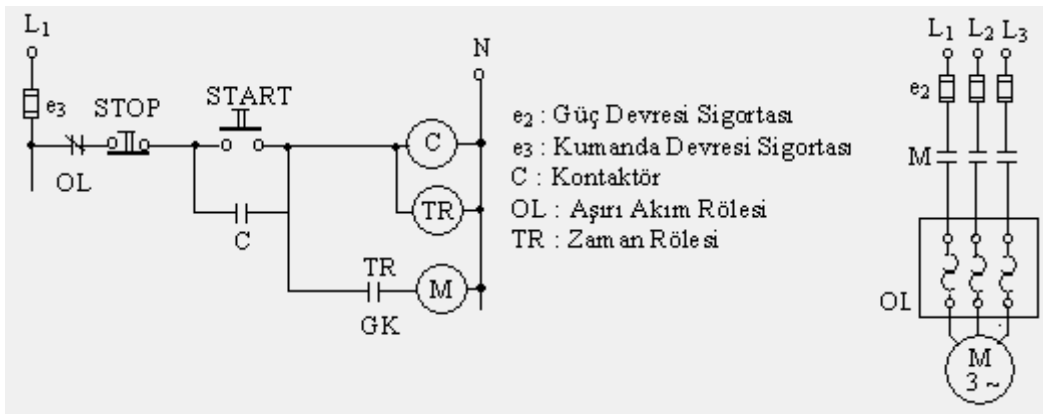 L1
e3
STOP
START
N
OL
C
C
TR
TR
M
GK
e2 : Güç Devresi Sigortası
e3 : Kumanda Devresi Sigortası
C : Kontaktör
OL : Aşırı Akım Rölesi
TR : Zaman Rölesi
L1 L2 L3
e2
M
OL
M
3 ~